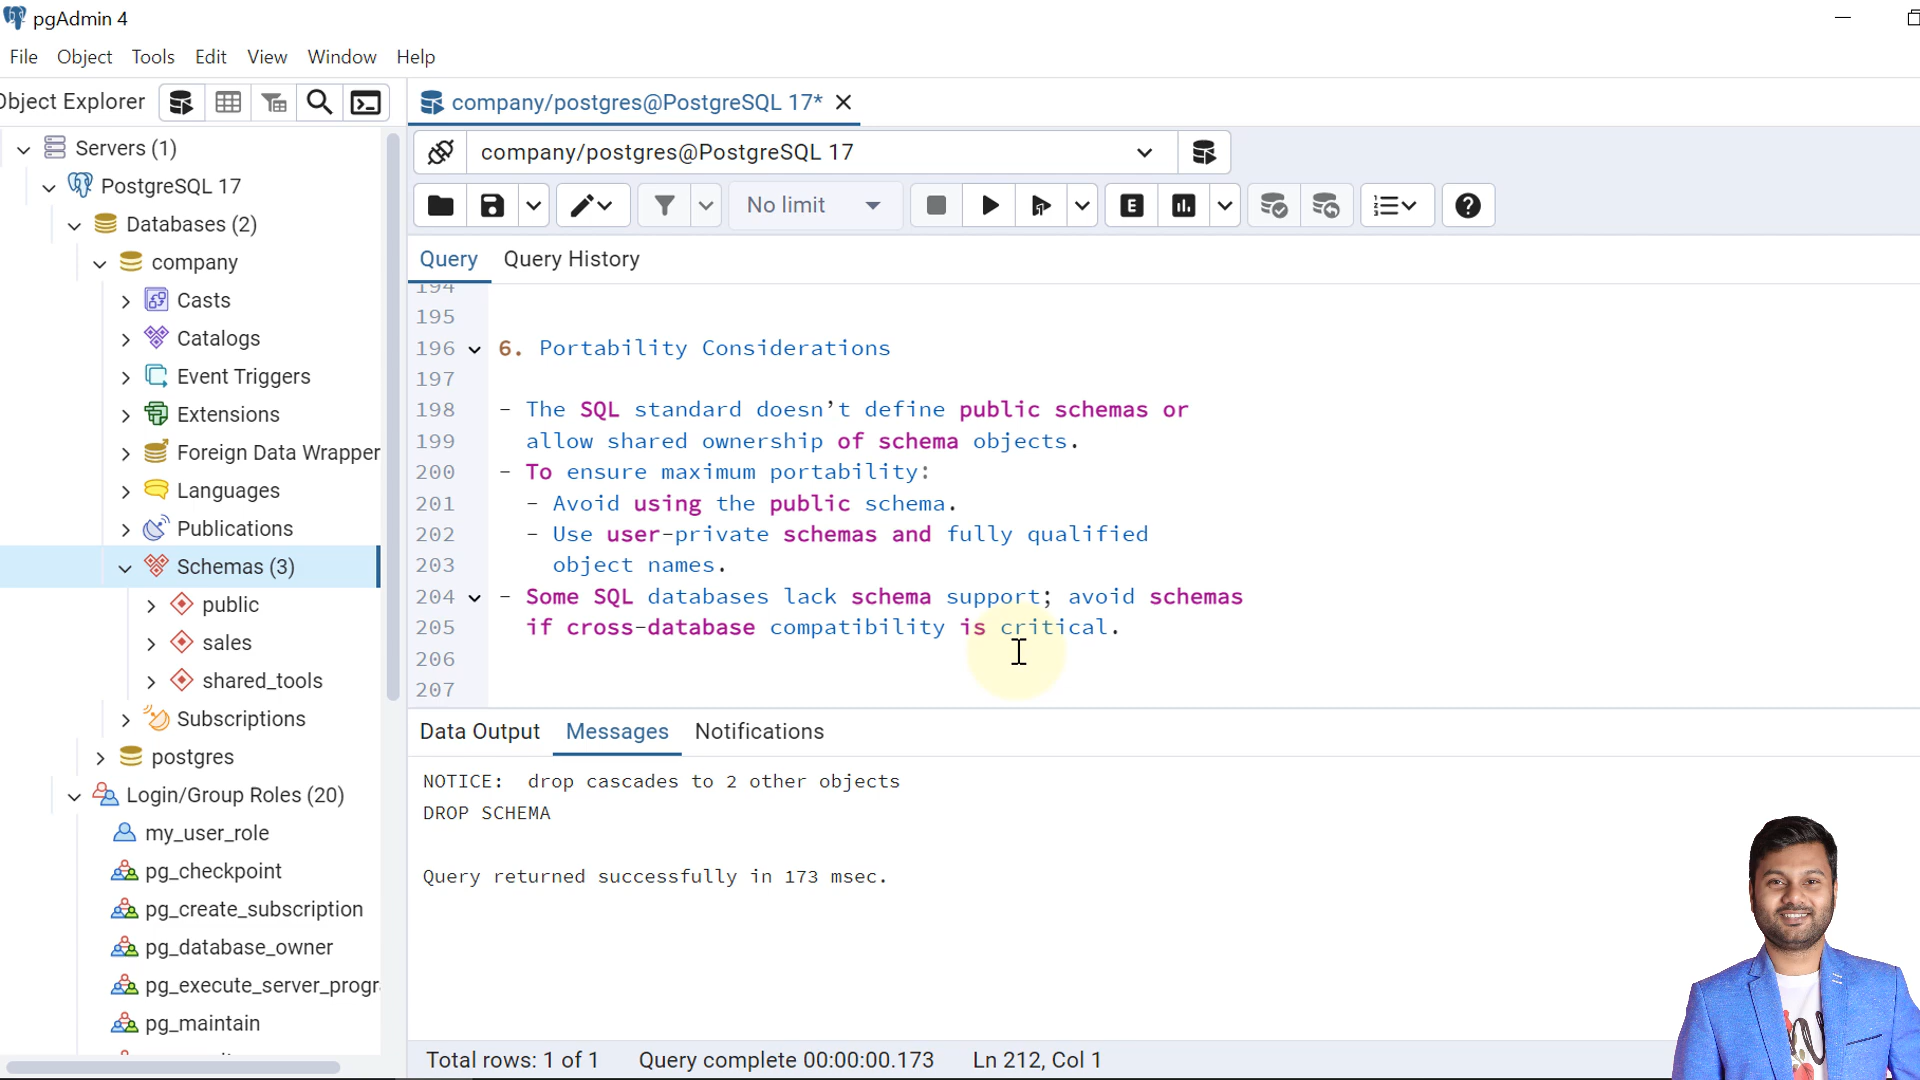 pgAdmin 4
File Object Tools Edit View Window Help
Object Explorer
company/postgres@PostgreSQL 17*
Servers (1)
company/postgres@PostgreSQL 17
PostgreSQL 17
No limit
E
Databases (2)
company
Query Query History
Casts
Catalogs
Event Triggers
Extensions
Foreign Data Wrapper
Languages
Publications
Schemas (3)
public
sales
shared_tools
Subscriptions
postgres
Login/Group Roles (20)
my_user_role
pg_checkpoint
pg_create_subscription
pg_database_owner
pg_execute_server_progr
pg_maintain
194
195
196 6. Portability Considerations
197
198 - The SQL standard doesn’t define public schemas or
199 allow shared ownership of schema objects.
200 - To ensure maximum portability:
201 - Avoid using the public schema.
202 - Use user-private schemas and fully qualified
203 object names.
204 - Some SQL databases lack schema support; avoid schemas
205 if cross-database compatibility is critical.
206
207
Data Output Messages Notifications
NOTICE: drop cascades to 2 other objects
DROP SCHEMA
Query returned successfully in 173 msec.
Total rows: 1 of 1 Query complete 00:00:00.173 Ln 212, Col 1